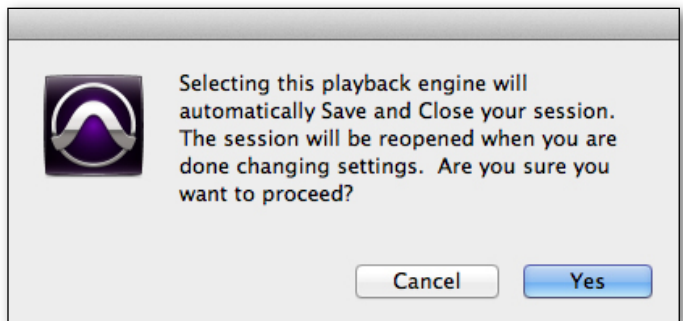 Selecting this playback engine will
automatically Save and Close your session.
The session will be reopened when you are
done changing settings.  Are you sure you
want to proceed?
Cancel
Yes